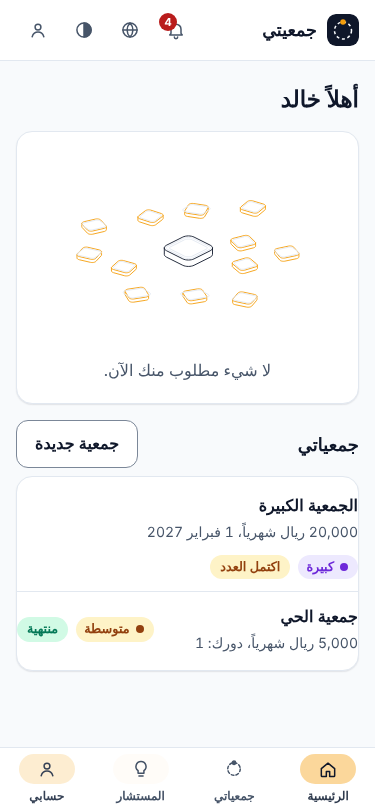 جمعيتي
4
أهلاً خالد
لا شيء مطلوب منك الآن.
جمعياتي
جمعية جديدة
الجمعية الكبيرة
20,000 ريال شهرياً، 1 فبراير 2027
كبيرة
اكتمل العدد
جمعية الحي
5,000 ريال شهرياً، دورك: 1
متوسطة
منتهية
الرئيسية
جمعياتي
المستشار
حسابي